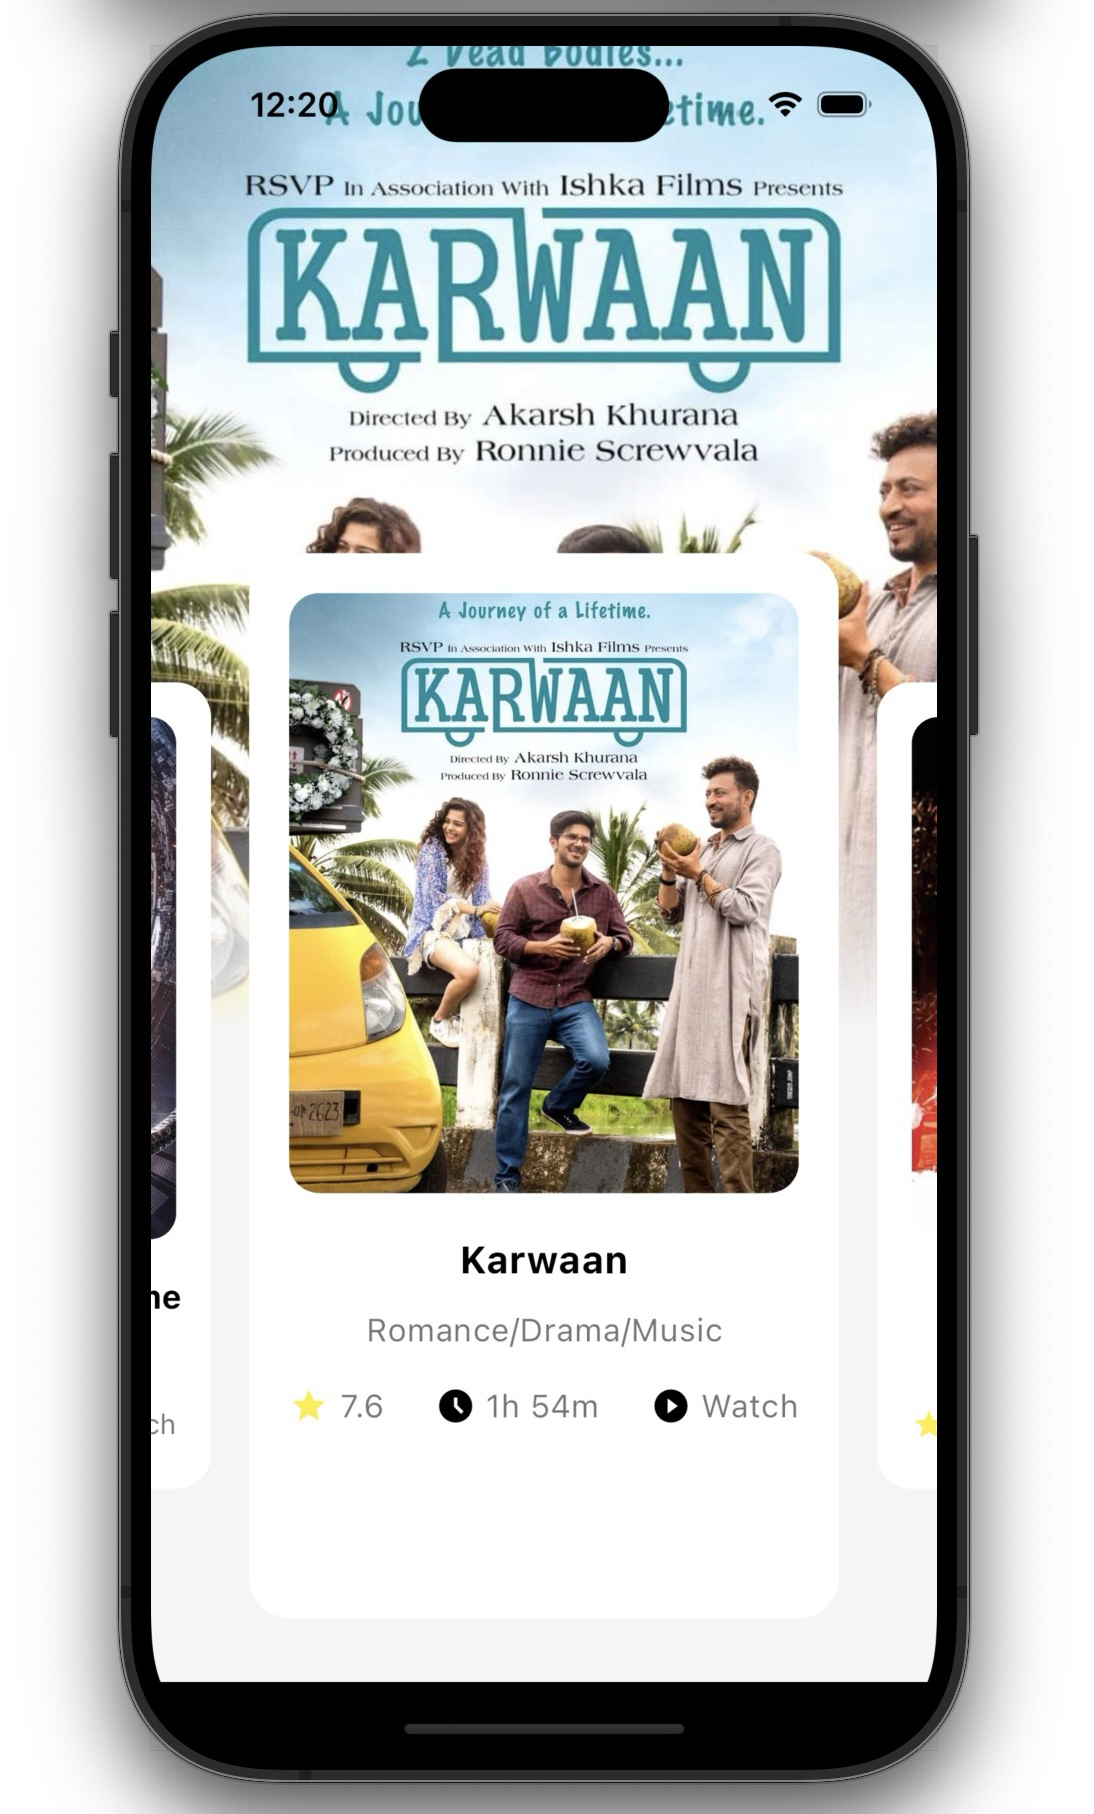 2 Dead Bodies...
12:20
A Jou etime.
RSVP In Association With Ishka Films Presents
KARWAAN
Directed By Akarsh Khurana
Produced By Ronnie Screwvala
A Journey of a Lifetime.
RSVP In Association With Ishka Films Presents
KARWAAN
Directed By Akarsh Khurana
Produced By Ronnie Screwvala
2623
Karwaan
ne
Romance/Drama/Music
7.6 1h 54m Watch
ch